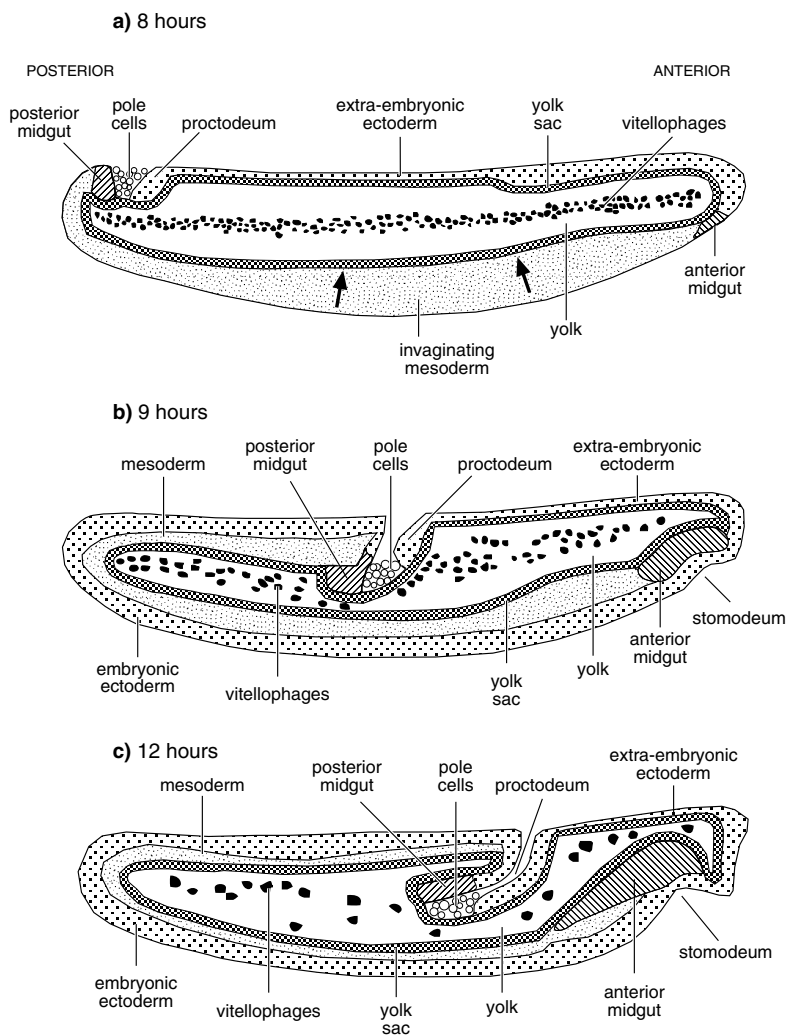 a) 8 hours
POSTERIOR
ANTERIOR
posterior
midgut
pole
cells
proctodeum
extra-embryonic
ectoderm
yolk
sac
vitellophages
anterior
midgut
yolk
invaginating
mesoderm
b) 9 hours
mesoderm
posterior
midgut
pole
cells
proctodeum
extra-embryonic
ectoderm
stomodeum
anterior
midgut
yolk
yolk
sac
vitellophages
embryonic
ectoderm
c) 12 hours
mesoderm
posterior
midgut
pole
cells
proctodeum
extra-embryonic
ectoderm
stomodeum
anterior
midgut
yolk
yolk
sac
vitellophages
embryonic
ectoderm